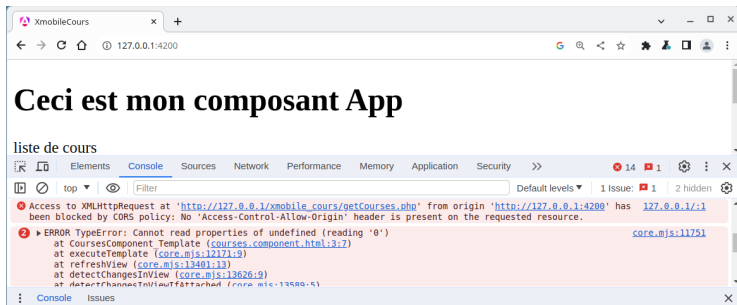 XmobileCours
127.0.0.1:4200
Ceci est mon composant App
liste de cours
Elements Console Sources Network Performance Memory Application Security 14 1
top Filter Default levels 1 Issue: 1 2 hidden
Access to XMLHttpRequest at 'http://127.0.0.1/xmobile_cours/getCourses.php' from origin 'http://127.0.0.1:4200' has 127.0.0.1/:1
been blocked by CORS policy: No 'Access-Control-Allow-Origin' header is present on the requested resource.
2 ERROR TypeError: Cannot read properties of undefined (reading '0') core.mjs:11751
at CoursesComponent_Template (courses.component.html:3:7)
at executeTemplate (core.mjs:12171:9)
at refreshView (core.mjs:13401:13)
at detectChangesInView (core.mjs:13626:9)
at detectChangesInViewIfAttached (core.mjs:13589:5)
Console Issues